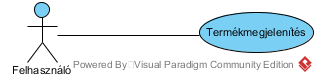 Termékmegjelenítés
Felhasználó
Powered By Visual Paradigm Community Edition